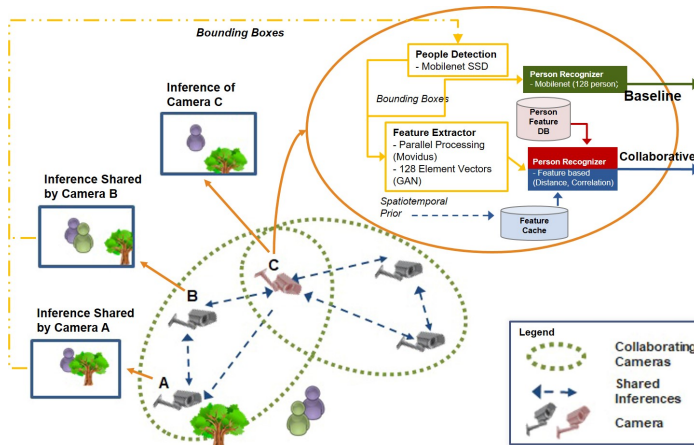 Bounding Boxes
People Detection
- Mobilenet SSD
Inference of
Camera C
Bounding Boxes
Person Recognizer
- Mobilenet (128 person)
Baseline
Person
Feature
DB
Feature Extractor
- Parallel Processing
(Movidus)
- 128 Element Vectors
(GAN)
Person Recognizer
- Feature based
(Distance, Correlation)
Collaborative
Inference Shared
by Camera B
Spatiotemporal
Prior
Feature
Cache
C
B
Inference Shared
by Camera A
A
Legend
Collaborating
Cameras
Shared
Inferences
Camera